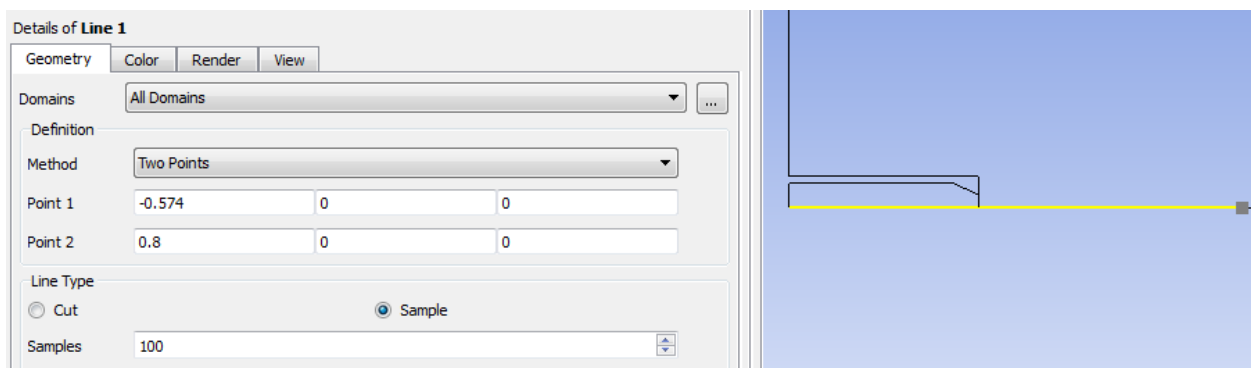 Details of Line 1
Geometry Color Render View
Domains All Domains ...
Definition
Method Two Points
Point 1 -0.574 0 0
Point 2 0.8 0 0
Line Type
Cut Sample
Samples 100